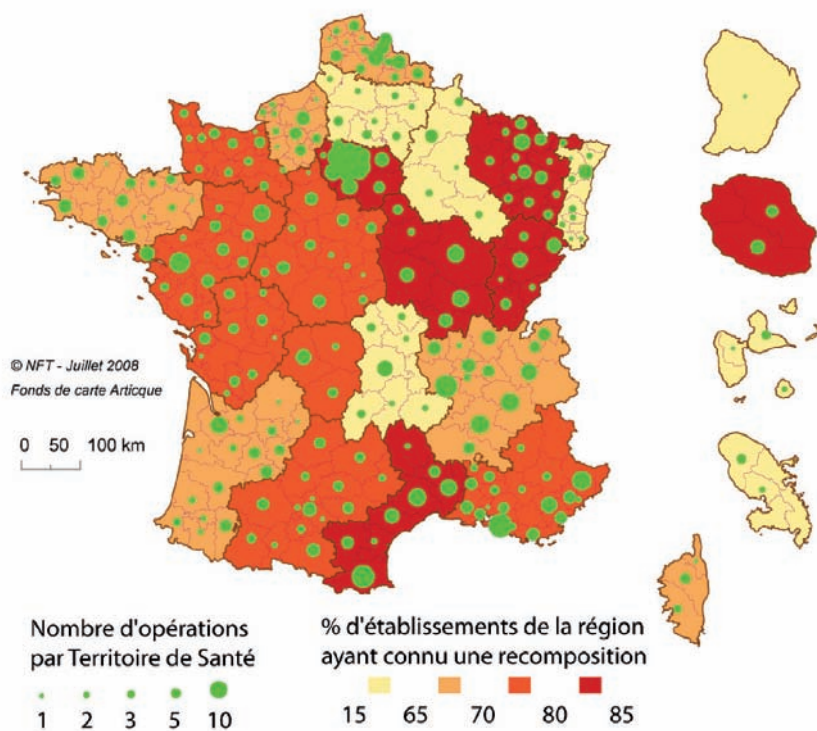 © NFT - Juillet 2008
Fonds de carte Articque
0 50 100 km
Nombre d'opérations
par Territoire de Santé
1 2 3 5 10
% d'établissements de la région
ayant connu une recomposition
15 65 70 80 85